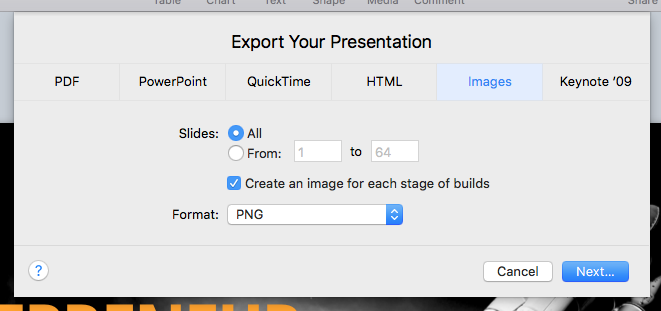 Table Chart Text Shape Media Comment Share
Export Your Presentation
PDF PowerPoint QuickTime HTML Images Keynote ’09
Slides: All
From: 1 to 64
Create an image for each stage of builds
Format: PNG
? Cancel Next...